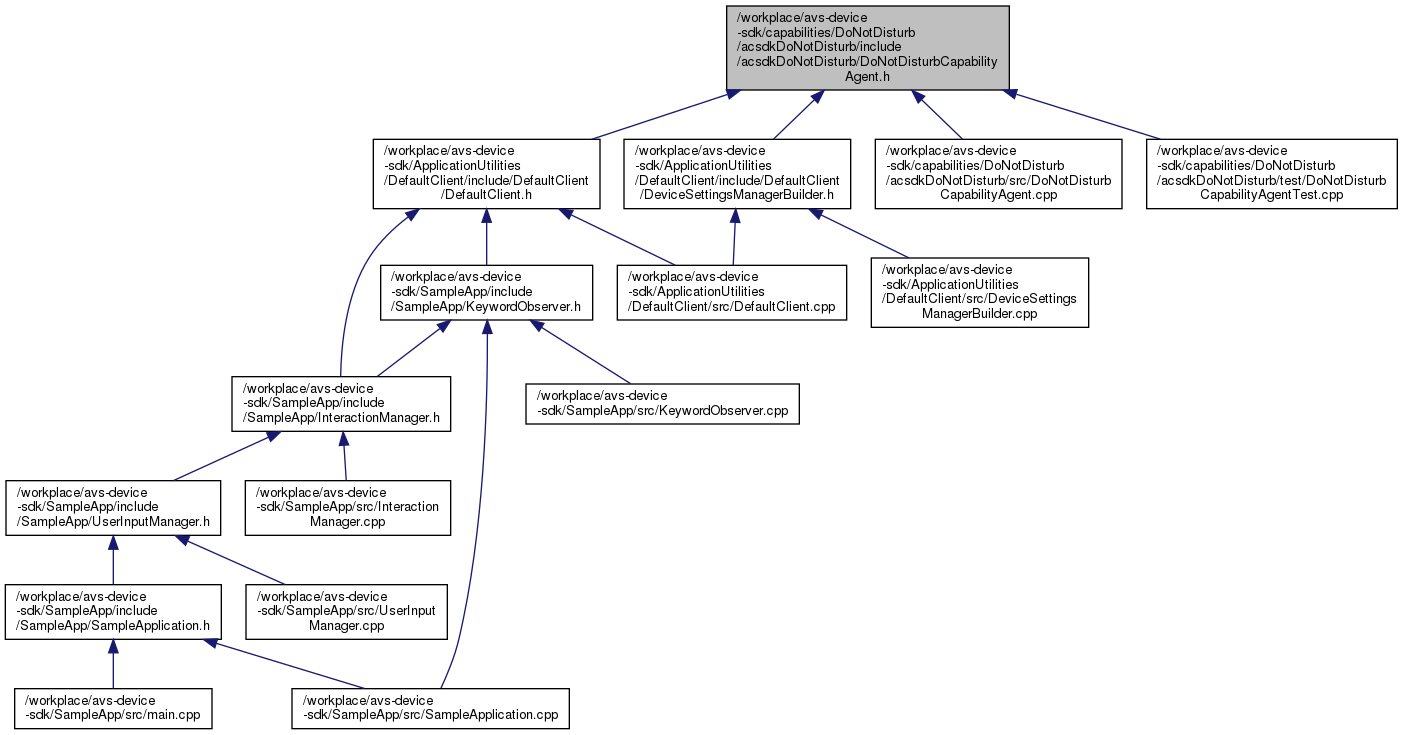 /workplace/avs-device
-sdk/capabilities/DoNotDisturb
/acsdkDoNotDisturb/include
/acsdkDoNotDisturb/DoNotDisturbCapability
Agent.h
/workplace/avs-device
-sdk/ApplicationUtilities
/DefaultClient/include/DefaultClient
/DefaultClient.h
/workplace/avs-device
-sdk/ApplicationUtilities
/DefaultClient/include/DefaultClient
/DeviceSettingsManagerBuilder.h
/workplace/avs-device
-sdk/capabilities/DoNotDisturb
/acsdkDoNotDisturb/src/DoNotDisturb
CapabilityAgent.cpp
/workplace/avs-device
-sdk/capabilities/DoNotDisturb
/acsdkDoNotDisturb/test/DoNotDisturb
CapabilityAgentTest.cpp
/workplace/avs-device
-sdk/SampleApp/include
/SampleApp/KeywordObserver.h
/workplace/avs-device
-sdk/ApplicationUtilities
/DefaultClient/src/DefaultClient.cpp
/workplace/avs-device
-sdk/ApplicationUtilities
/DefaultClient/src/DeviceSettings
ManagerBuilder.cpp
/workplace/avs-device
-sdk/SampleApp/include
/SampleApp/InteractionManager.h
/workplace/avs-device
-sdk/SampleApp/src/KeywordObserver.cpp
/workplace/avs-device
-sdk/SampleApp/include
/SampleApp/UserInputManager.h
/workplace/avs-device
-sdk/SampleApp/src/Interaction
Manager.cpp
/workplace/avs-device
-sdk/SampleApp/include
/SampleApp/SampleApplication.h
/workplace/avs-device
-sdk/SampleApp/src/UserInput
Manager.cpp
/workplace/avs-device
-sdk/SampleApp/src/main.cpp
/workplace/avs-device
-sdk/SampleApp/src/SampleApplication.cpp